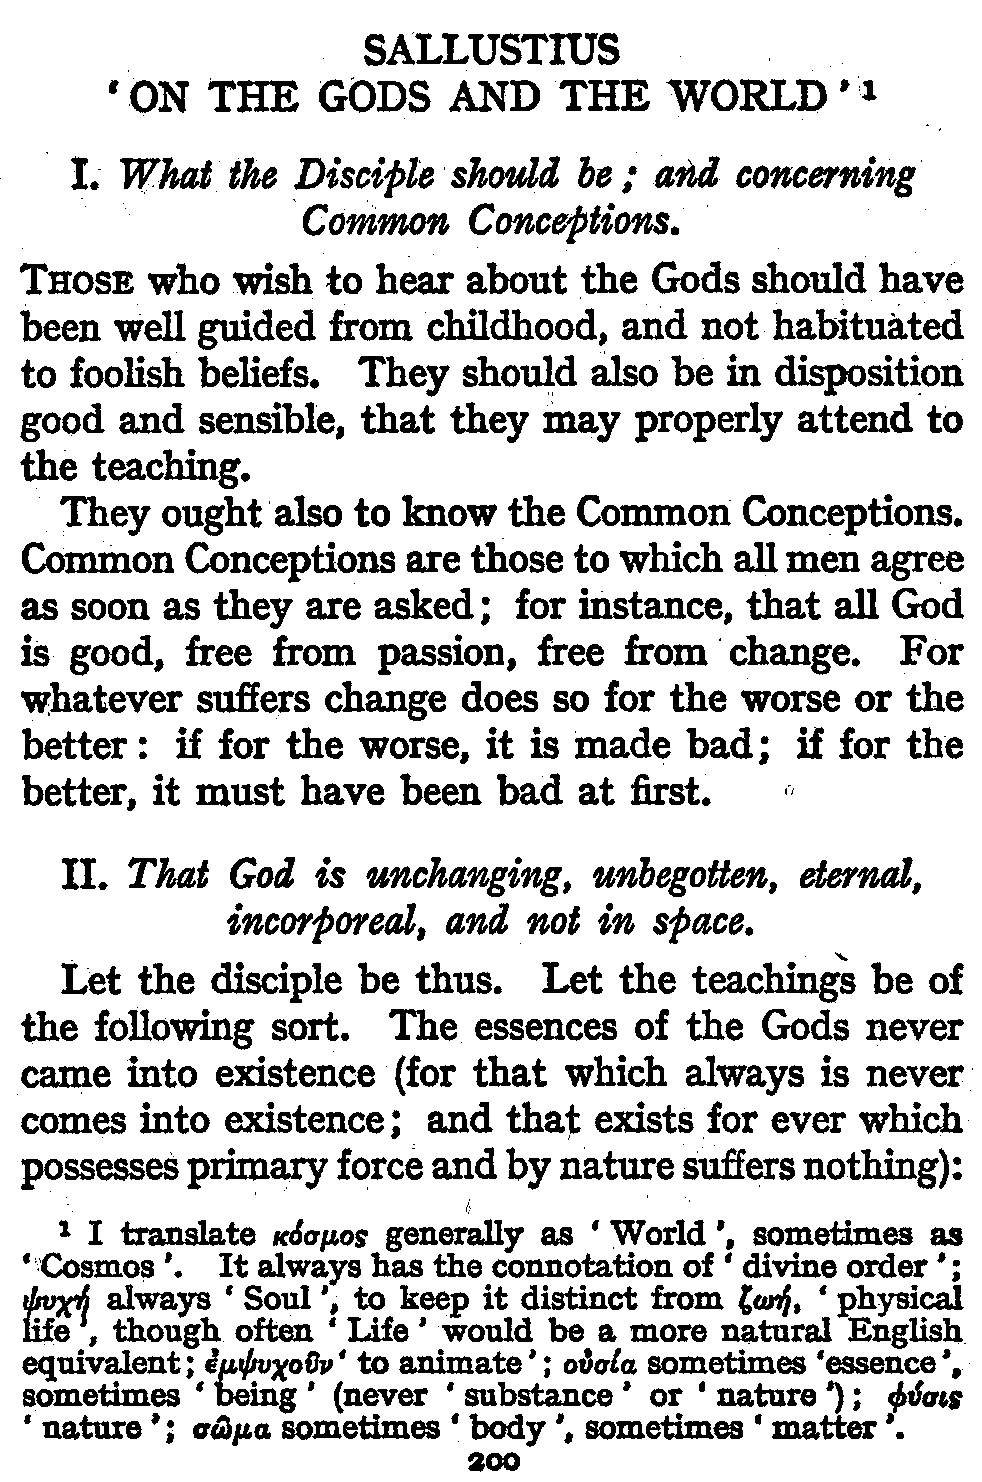 SALLUSTIUS
‘ ON THE GODS AND THE WORLD ’ ¹
I. What the Disciple should be ; and concerning
Common Conceptions.
THOSE who wish to hear about the Gods should have
been well guided from childhood, and not habituated
to foolish beliefs. They should also be in disposition
good and sensible, that they may properly attend to
the teaching.
They ought also to know the Common Conceptions.
Common Conceptions are those to which all men agree
as soon as they are asked ; for instance, that all God
is good, free from passion, free from change. For
whatever suffers change does so for the worse or the
better : if for the worse, it is made bad ; if for the
better, it must have been bad at first.
II. That God is unchanging, unbegotten, eternal,
incorporeal, and not in space.
Let the disciple be thus. Let the teachings be of
the following sort. The essences of the Gods never
came into existence (for that which always is never
comes into existence ; and that exists for ever which
possesses primary force and by nature suffers nothing):
¹ I translate κόσμος generally as ‘ World ’, sometimes as
‘ Cosmos ’. It always has the connotation of ‘ divine order ’ ;
ψυχή always ‘ Soul ’, to keep it distinct from ζωή, ‘ physical
life ’, though often ‘ Life ’ would be a more natural English
equivalent ; ἐμψυχοῦν ‘ to animate ’ ; οὐσία sometimes ‘essence ’,
sometimes ‘ being ’ (never ‘ substance ’ or ‘ nature ’) ; φύσις
‘ nature ’ ; σῶμα sometimes ‘ body ’, sometimes ‘ matter ’.
200